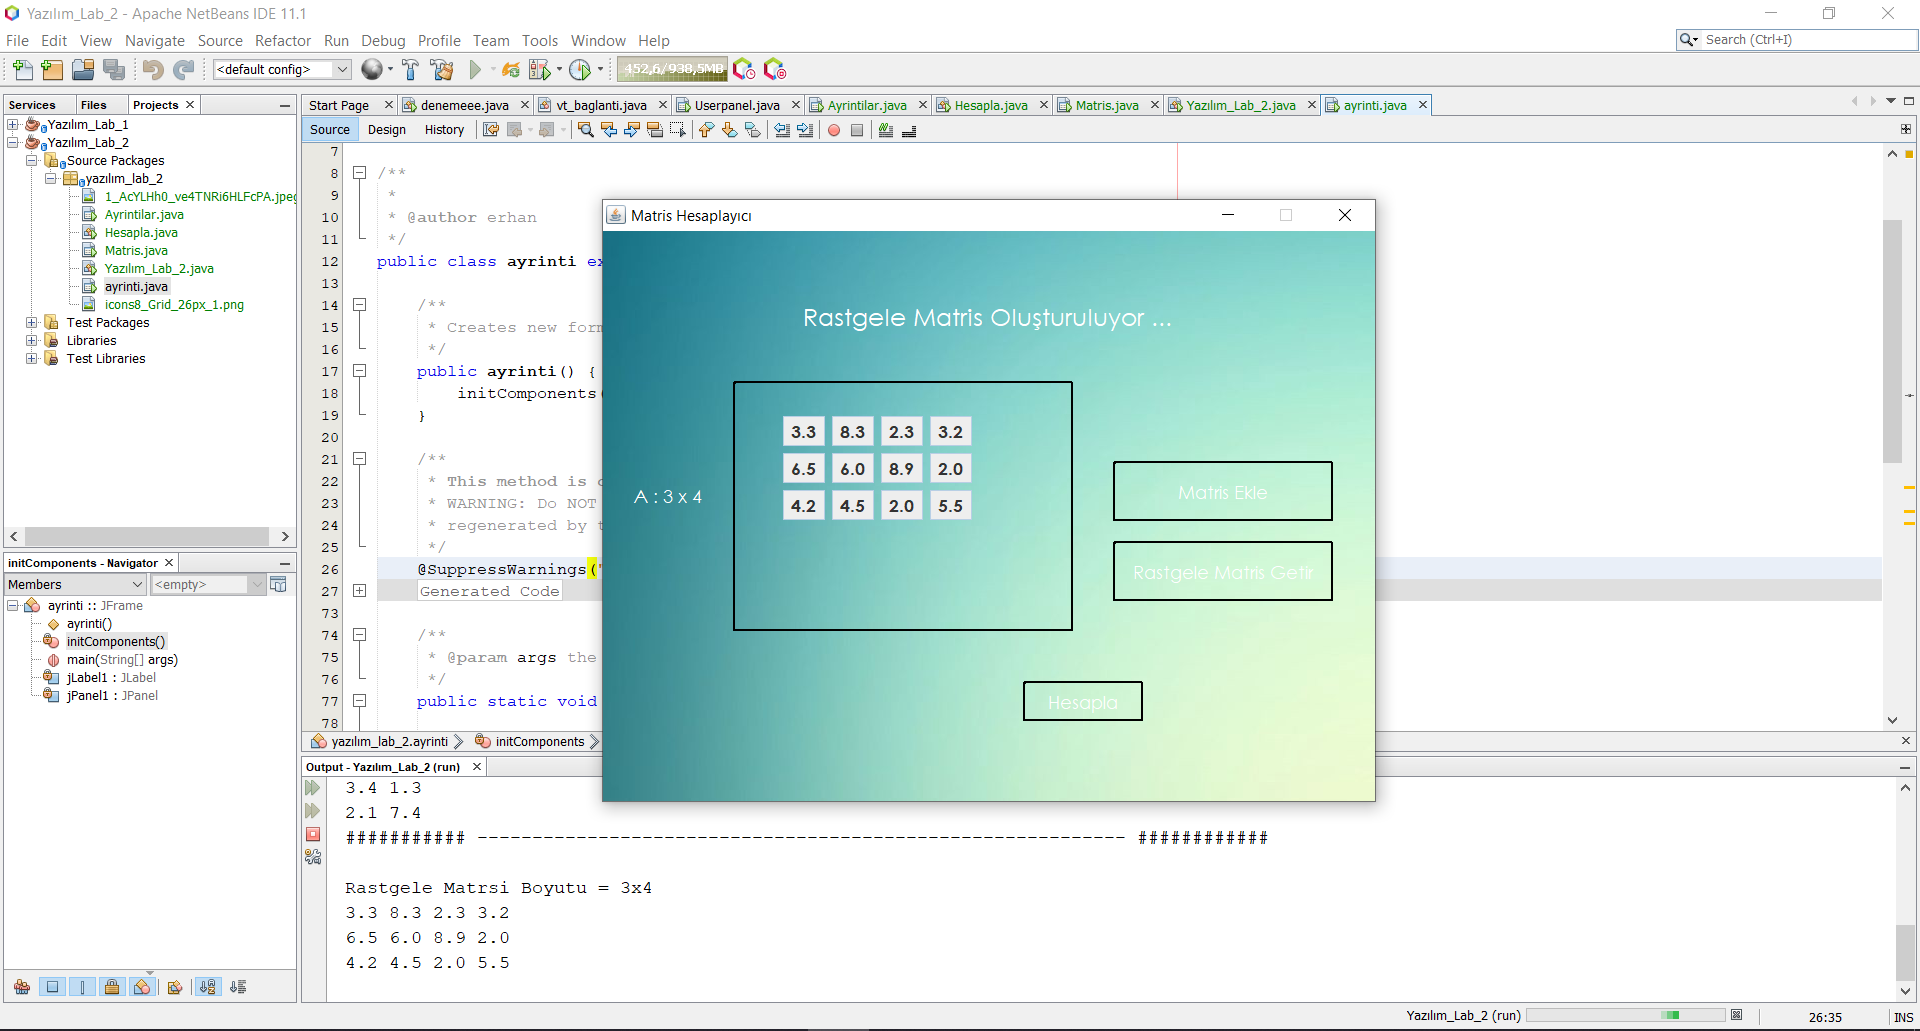 Yazılım_Lab_2 - Apache NetBeans IDE 11.1
File Edit View Navigate Source Refactor Run Debug Profile Team Tools Window Help
Search (Ctrl+I)
<default config>
452,6/938,5MB
Services Files Projects
Start Page denemeee.java vt_baglanti.java Userpanel.java Ayrintilar.java Hesapla.java Matris.java Yazılım_Lab_2.java ayrinti.java
Source Design History
Yazılım_Lab_1
Yazılım_Lab_2
Source Packages
yazılım_lab_2
1_AcYLHh0_ve4TNRi6HLFcPA.jpeg
Ayrintilar.java
Hesapla.java
Matris.java
Yazılım_Lab_2.java
ayrinti.java
icons8_Grid_26px_1.png
Test Packages
Libraries
Test Libraries
initComponents - Navigator
Members <empty>
ayrinti :: JFrame
ayrinti()
initComponents()
main(String[] args)
jLabel1 : JLabel
jPanel1 : JPanel
7
8 /**
9 *
10 * @author erhan
11 */
12 public class ayrinti ex
13
14 /**
15 * Creates new form
16 */
17 public ayrinti() {
18 initComponents(
19 }
20
21 /**
22 * This method is c
23 * WARNING: Do NOT
24 * regenerated by t
25 */
26 @SuppressWarnings("
27 Generated Code
73
74 /**
75 * @param args the
76 */
77 public static void
78
yazılım_lab_2.ayrinti initComponents
Matris Hesaplayıcı
Rastgele Matris Oluşturuluyor ...
A : 3 x 4
3.3 8.3 2.3 3.2
6.5 6.0 8.9 2.0
4.2 4.5 2.0 5.5
Matris Ekle
Rastgele Matris Getir
Hesapla
Output - Yazılım_Lab_2 (run)
3.4 1.3
2.1 7.4
########### ----------------------------------------------------------- ############
Rastgele Matrsi Boyutu = 3x4
3.3 8.3 2.3 3.2
6.5 6.0 8.9 2.0
4.2 4.5 2.0 5.5
Yazılım_Lab_2 (run)
26:35
INS